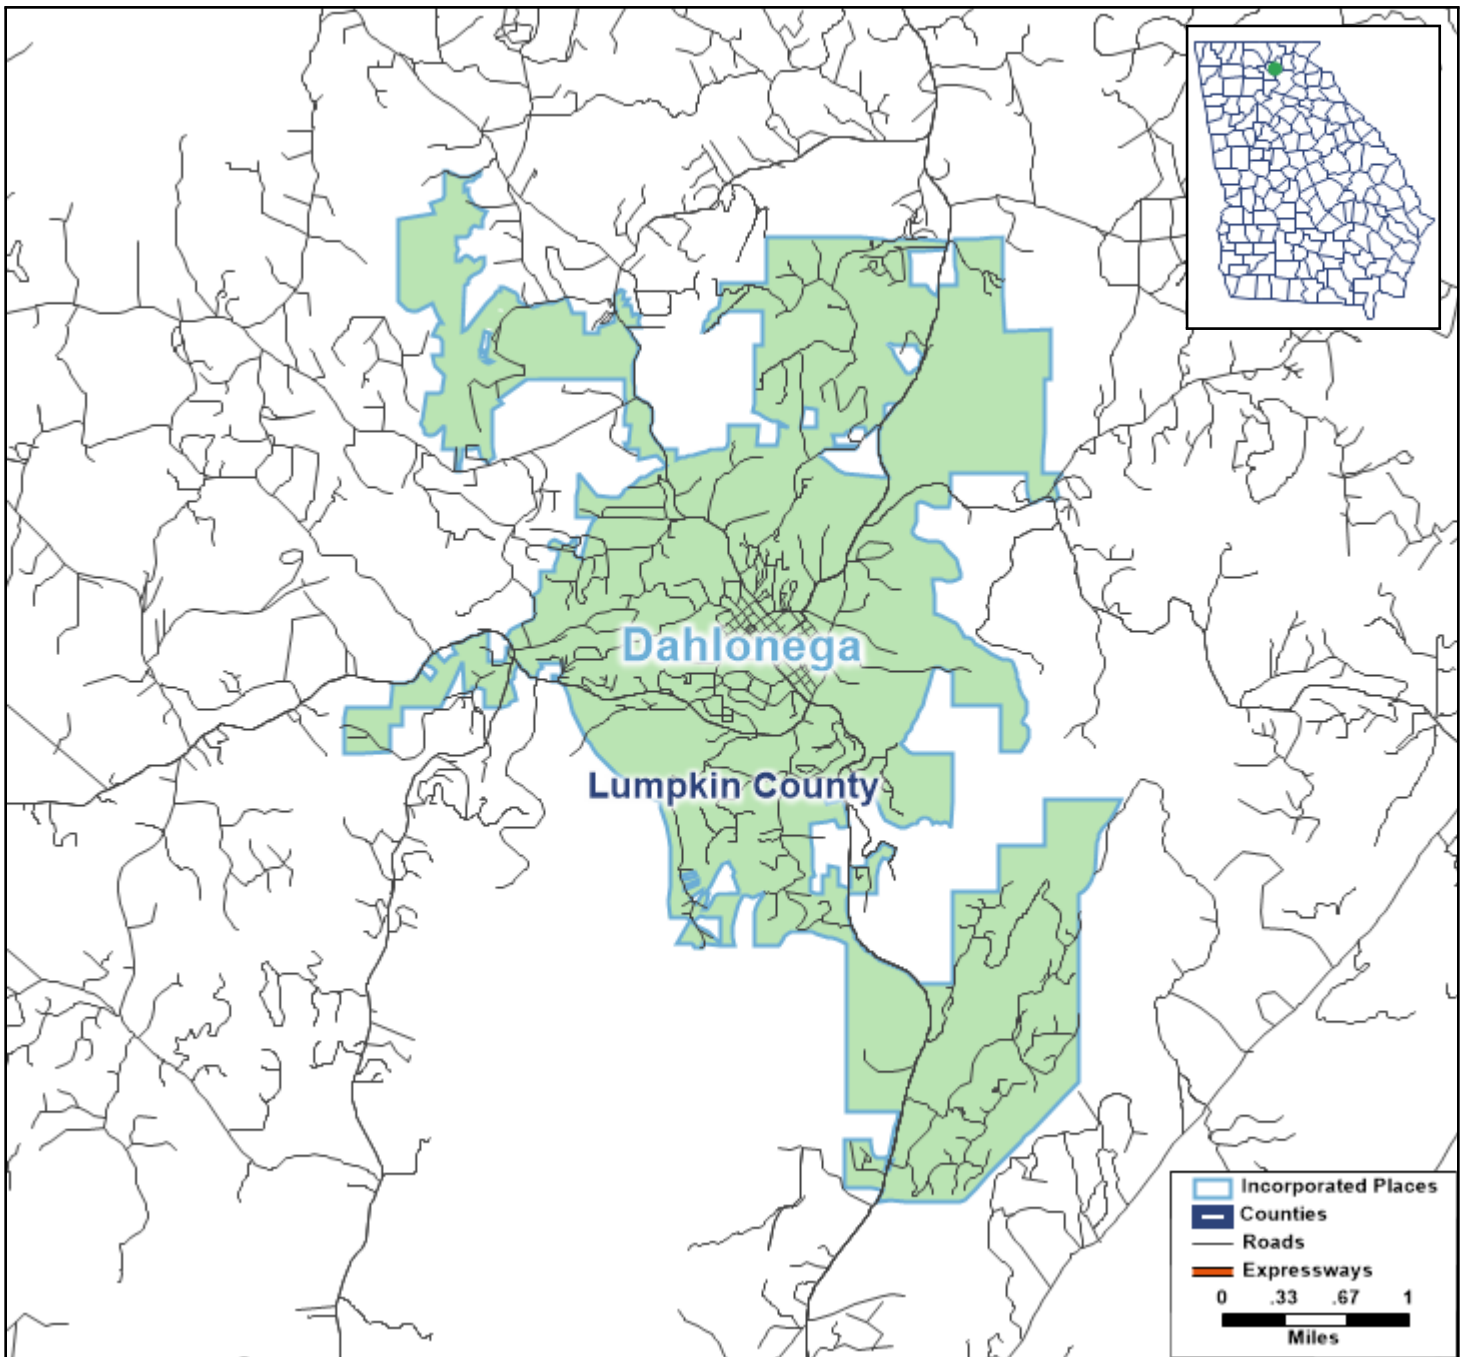 Dahlonega
Lumpkin County
Incorporated Places
Counties
Roads
Expressways
0 .33 .67 1
Miles